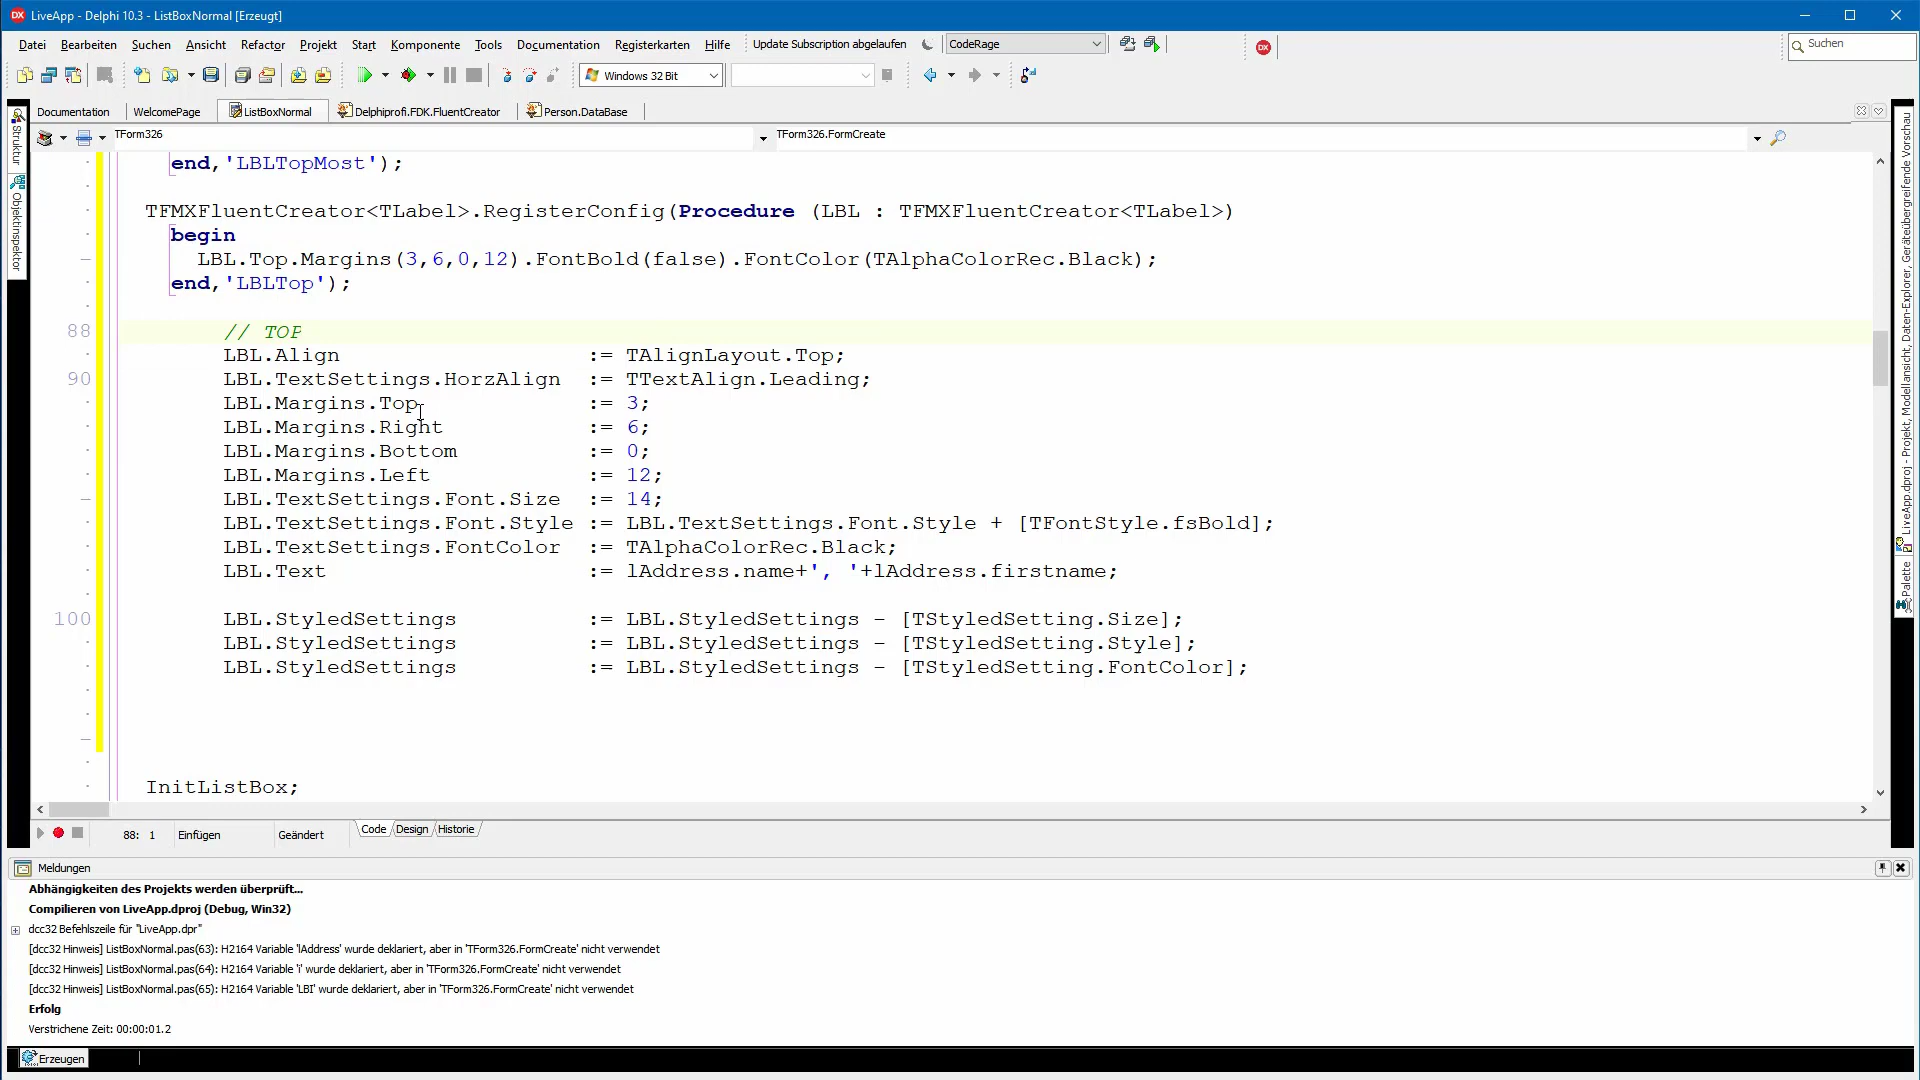 LiveApp - Delphi 10.3 - ListBoxNormal [Erzeugt]
Datei Bearbeiten Suchen Ansicht Refactor Projekt Start Komponente Tools Documentation Registerkarten Hilfe Update Subscription abgelaufen CodeRage Suchen
Windows 32 Bit
Documentation WelcomePage ListBoxNormal Delphiprofi.FDK.FluentCreator Person.DataBase
TForm326 TForm326.FormCreate
Struktur
Objektinspektor
end,'LBLTopMost');
TFMXFluentCreator<TLabel>.RegisterConfig(Procedure (LBL : TFMXFluentCreator<TLabel>)
begin
LBL.Top.Margins(3,6,0,12).FontBold(false).FontColor(TAlphaColorRec.Black);
end,'LBLTop');
88 // TOP
LBL.Align := TAlignLayout.Top;
90 LBL.TextSettings.HorzAlign := TTextAlign.Leading;
LBL.Margins.Top := 3;
LBL.Margins.Right := 6;
LBL.Margins.Bottom := 0;
LBL.Margins.Left := 12;
LBL.TextSettings.Font.Size := 14;
LBL.TextSettings.Font.Style := LBL.TextSettings.Font.Style + [TFontStyle.fsBold];
LBL.TextSettings.FontColor := TAlphaColorRec.Black;
LBL.Text := lAddress.name+', '+lAddress.firstname;
100 LBL.StyledSettings := LBL.StyledSettings - [TStyledSetting.Size];
LBL.StyledSettings := LBL.StyledSettings - [TStyledSetting.Style];
LBL.StyledSettings := LBL.StyledSettings - [TStyledSetting.FontColor];
InitListBox;
LiveApp.dproj - Projekt, Modellansicht, Daten-Explorer, Geräteübergreifende Vorschau
Palette
88: 1 Einfügen Geändert Code Design Historie
Meldungen
Abhängigkeiten des Projekts werden überprüft...
Compilieren von LiveApp.dproj (Debug, Win32)
dcc32 Befehlszeile für "LiveApp.dpr"
[dcc32 Hinweis] ListBoxNormal.pas(63): H2164 Variable 'lAddress' wurde deklariert, aber in 'TForm326.FormCreate' nicht verwendet
[dcc32 Hinweis] ListBoxNormal.pas(64): H2164 Variable 'i' wurde deklariert, aber in 'TForm326.FormCreate' nicht verwendet
[dcc32 Hinweis] ListBoxNormal.pas(65): H2164 Variable 'LBI' wurde deklariert, aber in 'TForm326.FormCreate' nicht verwendet
Erfolg
Verstrichene Zeit: 00:00:01.2
Erzeugen